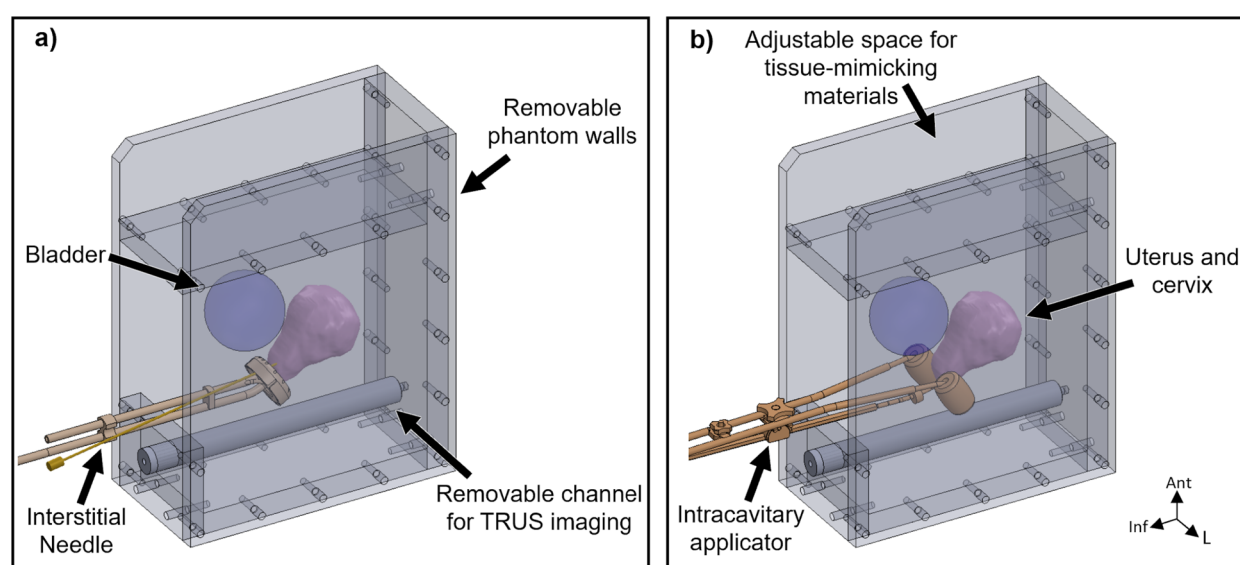 a)
Removable
phantom walls
Bladder
Interstitial
Needle
Removable channel
for TRUS imaging
b)
Adjustable space for
tissue-mimicking
materials
Uterus and
cervix
Intracavitary
applicator
Ant
Inf
L